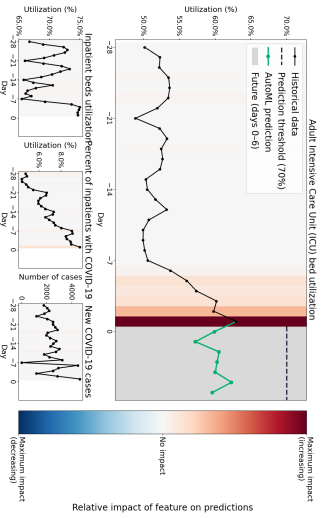 Adult Intensive Care Unit (ICU) bed utilization
Utilization (%)
50.0%
55.0%
60.0%
65.0%
70.0%
Historical data
Prediction threshold (70%)
AutoML prediction
Future (days 0–6)
−28
−21
−14
−7
0
Day
Inpatient beds utilization
Utilization (%)
65.0%
70.0%
75.0%
−28
−21
−14
−7
0
Day
Percent of inpatients with COVID-19
Utilization (%)
6.0%
8.0%
−28
−21
−14
−7
0
Day
New COVID-19 cases
Number of cases
0
2000
4000
−28
−21
−14
−7
0
Day
Maximum impact
(increasing)
No impact
Maximum impact
(decreasing)
Relative impact of feature on predictions